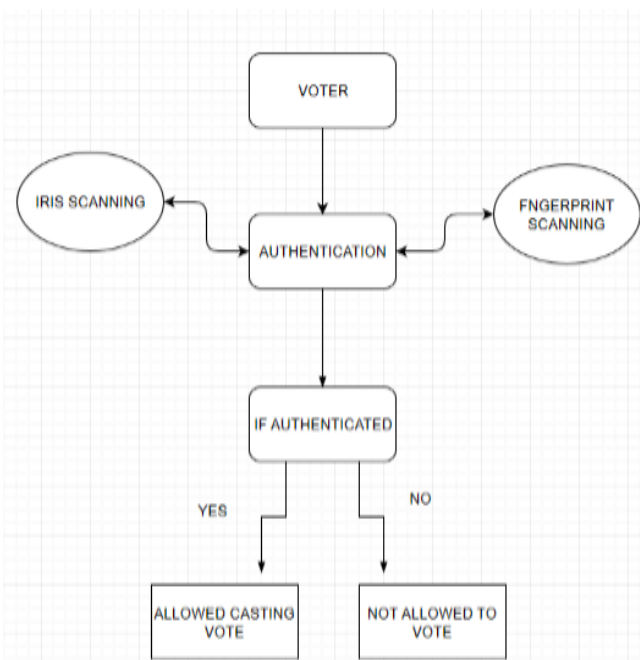 VOTER
IRIS SCANNING
FNGERPRINT
SCANNING
AUTHENTICATION
IF AUTHENTICATED
YES
NO
ALLOWED CASTING
VOTE
NOT ALLOWED TO
VOTE